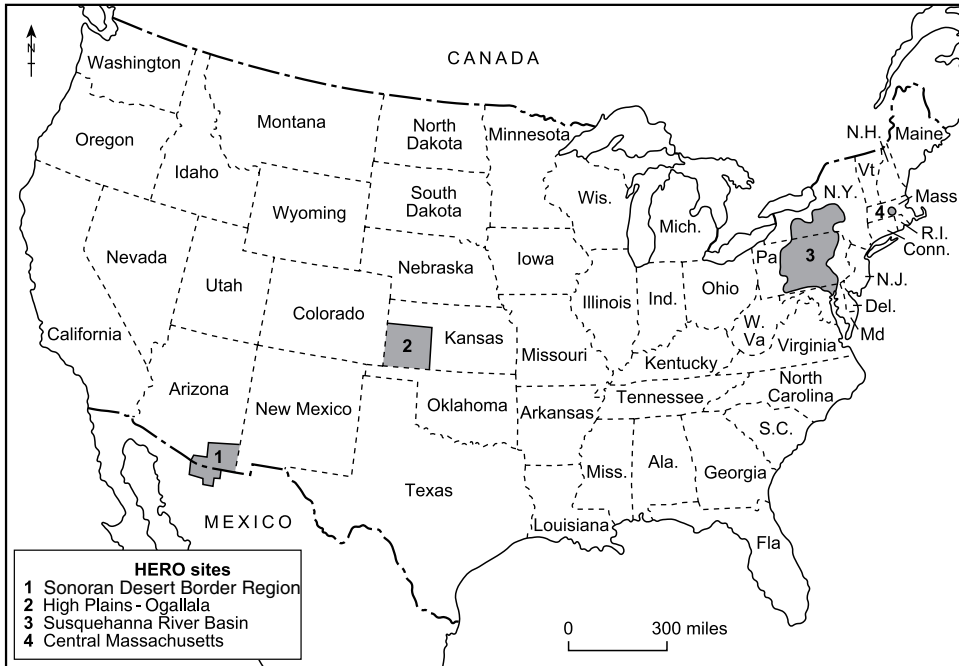 N
CANADA
Washington
Oregon
Idaho
Montana
North
Dakota
Minnesota
South
Dakota
Wyoming
Nebraska
Iowa
Wis.
Mich.
N.H.
Maine
Vt
N.Y.
Mass
4
R.I.
Conn.
Pa
3
N.J.
Del.
Md
Nevada
Utah
Colorado
2
Kansas
Missouri
Illinois
Ind.
Ohio
W.
Va
Virginia
Kentucky
California
Arizona
New Mexico
Oklahoma
Arkansas
Tennessee
North
Carolina
S.C.
1
Texas
Miss.
Ala.
Georgia
Louisiana
Fla
MEXICO
HERO sites
1 Sonoran Desert Border Region
2 High Plains - Ogallala
3 Susquehanna River Basin
4 Central Massachusetts
0 300 miles